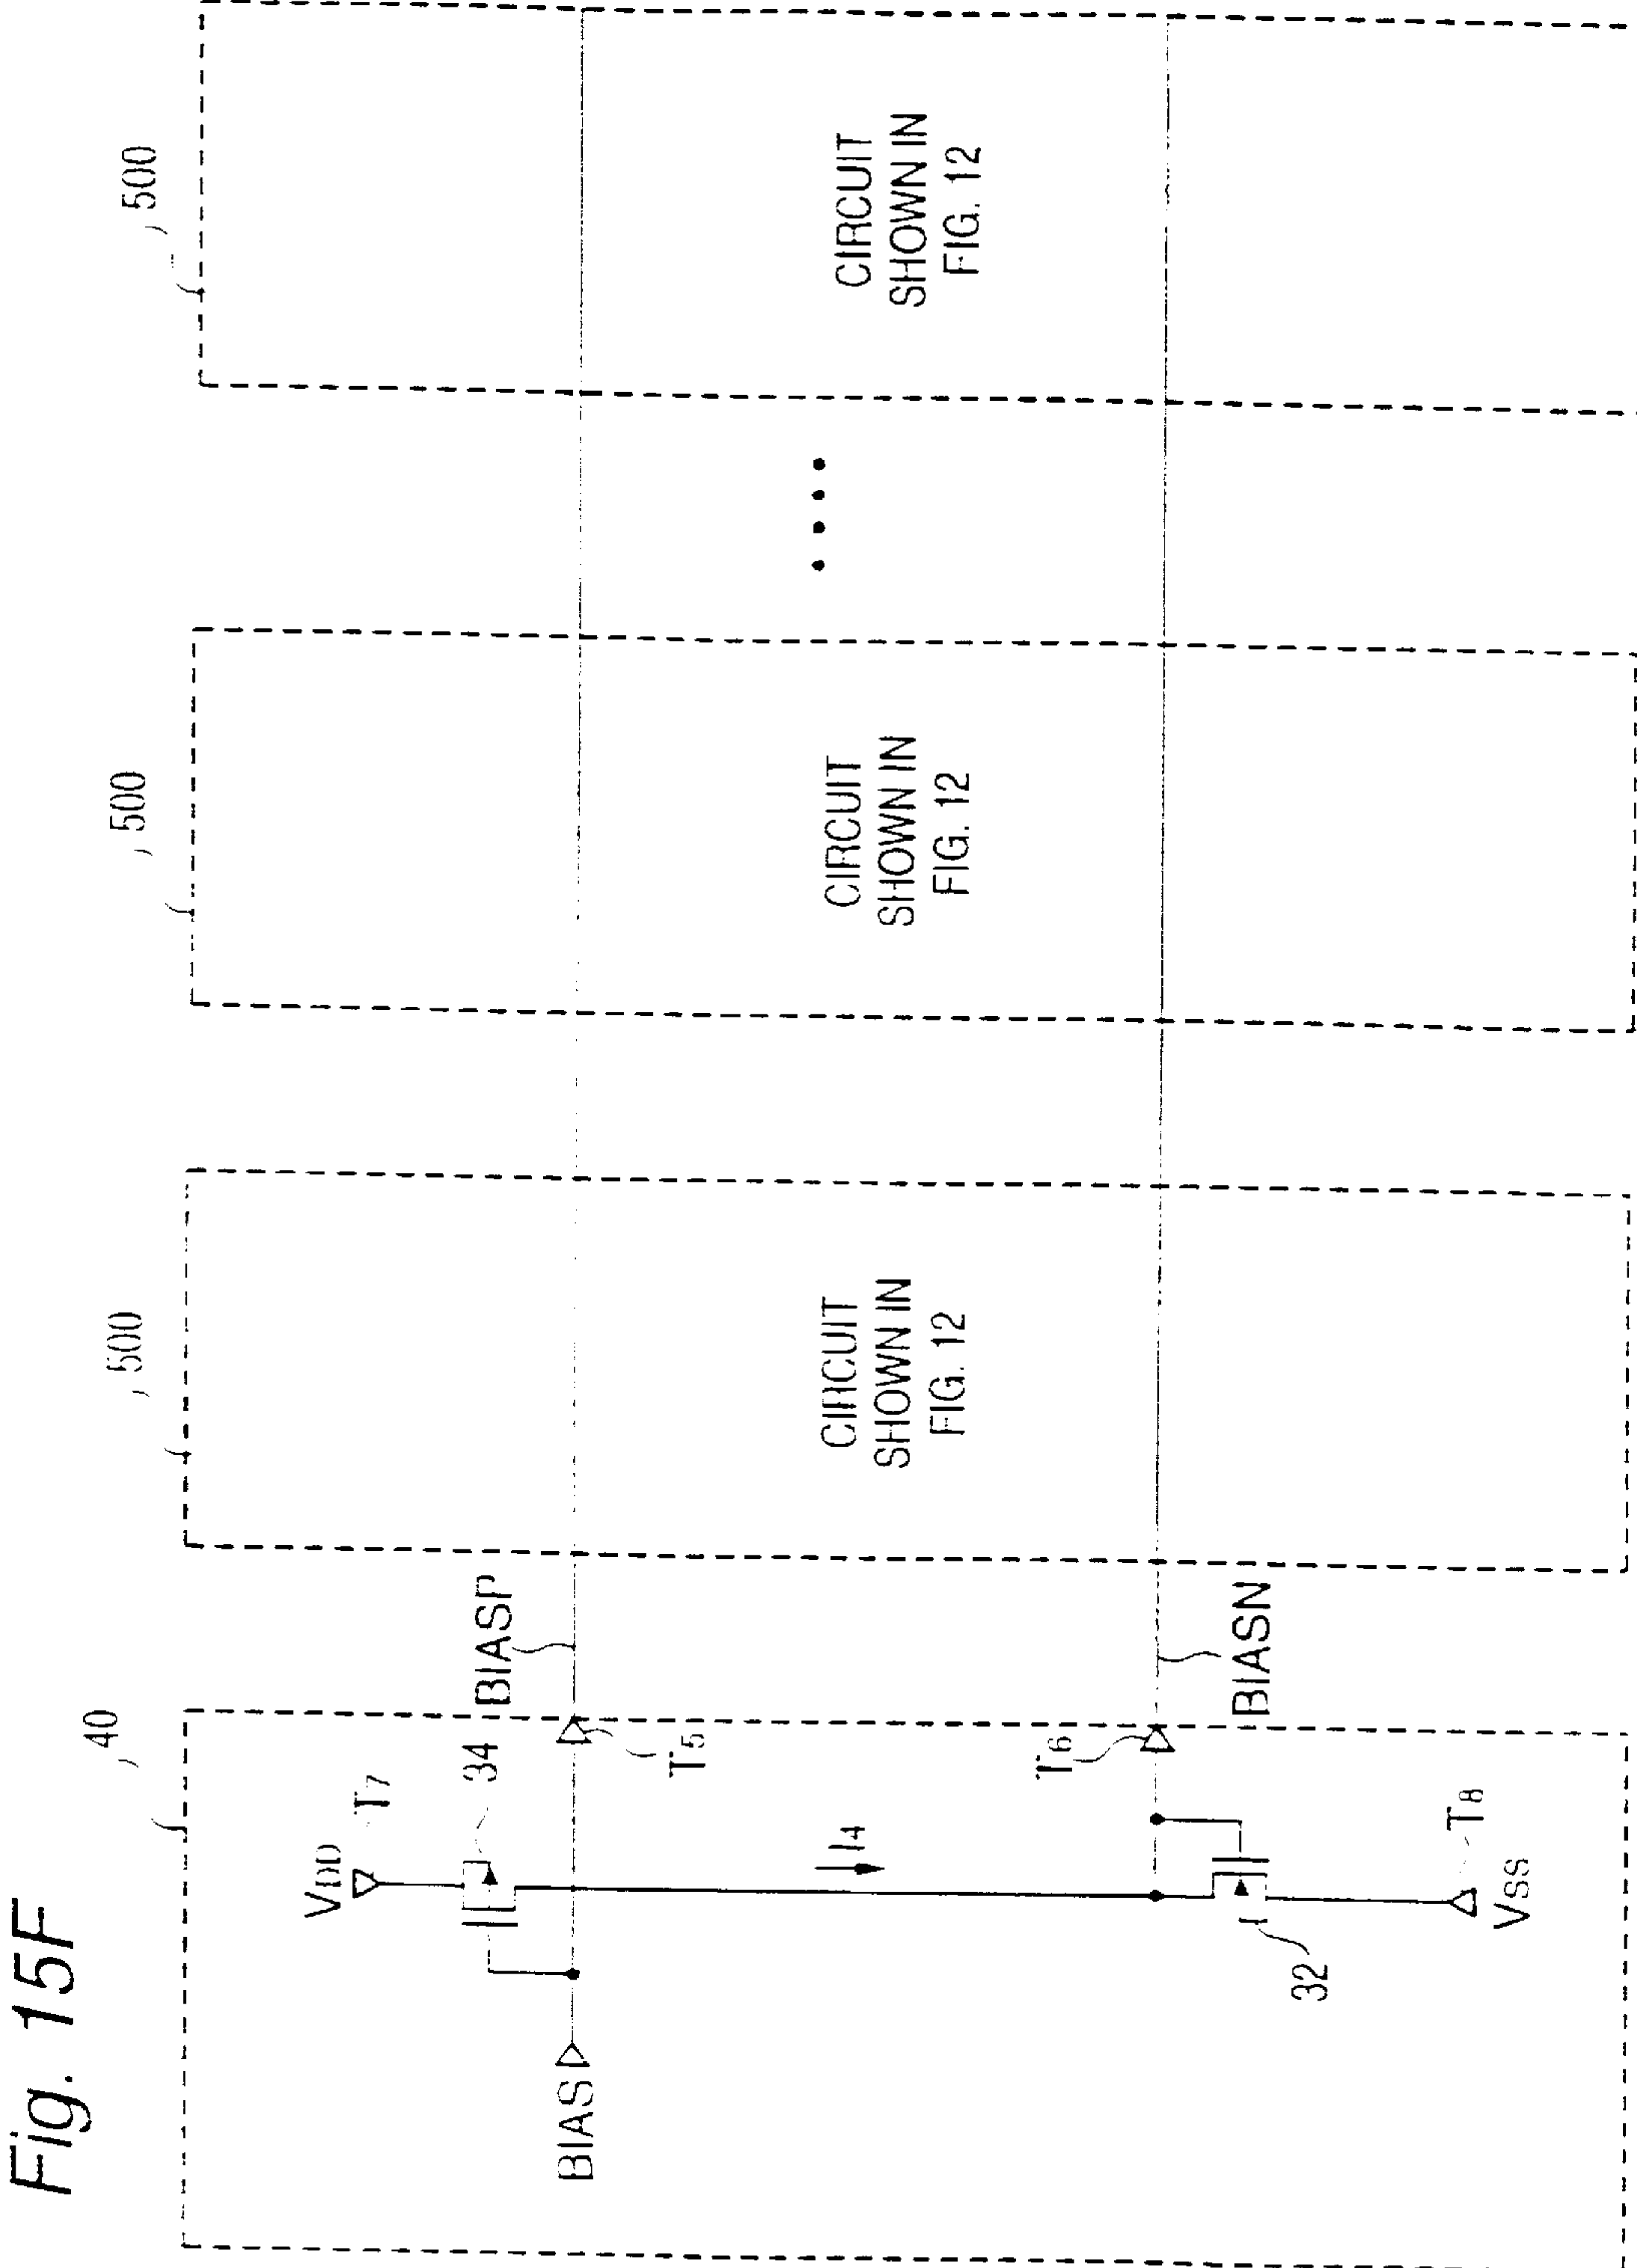 Fig. 15F
40
500
500
500
VDD
T7
34
BIASP
BIAS
T5
I4
T6
BIASN
32
VSS
T8
CIRCUIT
SHOWN IN
FIG. 12
CIRCUIT
SHOWN IN
FIG. 12
CIRCUIT
SHOWN IN
FIG. 12